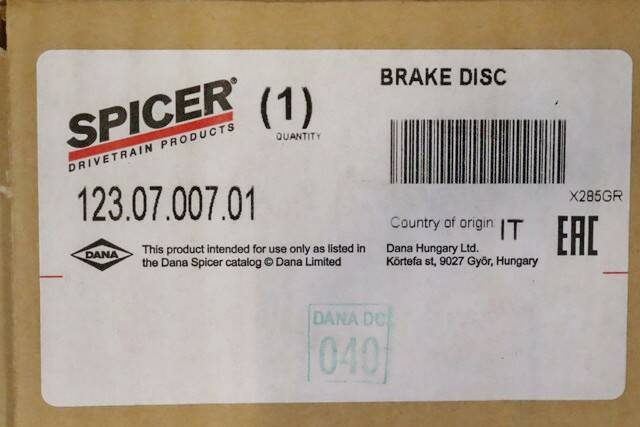 SPICER®
DRIVETRAIN PRODUCTS
(1)
QUANTITY
BRAKE DISC
X285GR
123.07.007.01
Country of origin IT
EAC
DANA
This product intended for use only as listed in
the Dana Spicer catalog © Dana Limited
Dana Hungary Ltd.
Körtefa st, 9027 Győr, Hungary
DANA DC
040